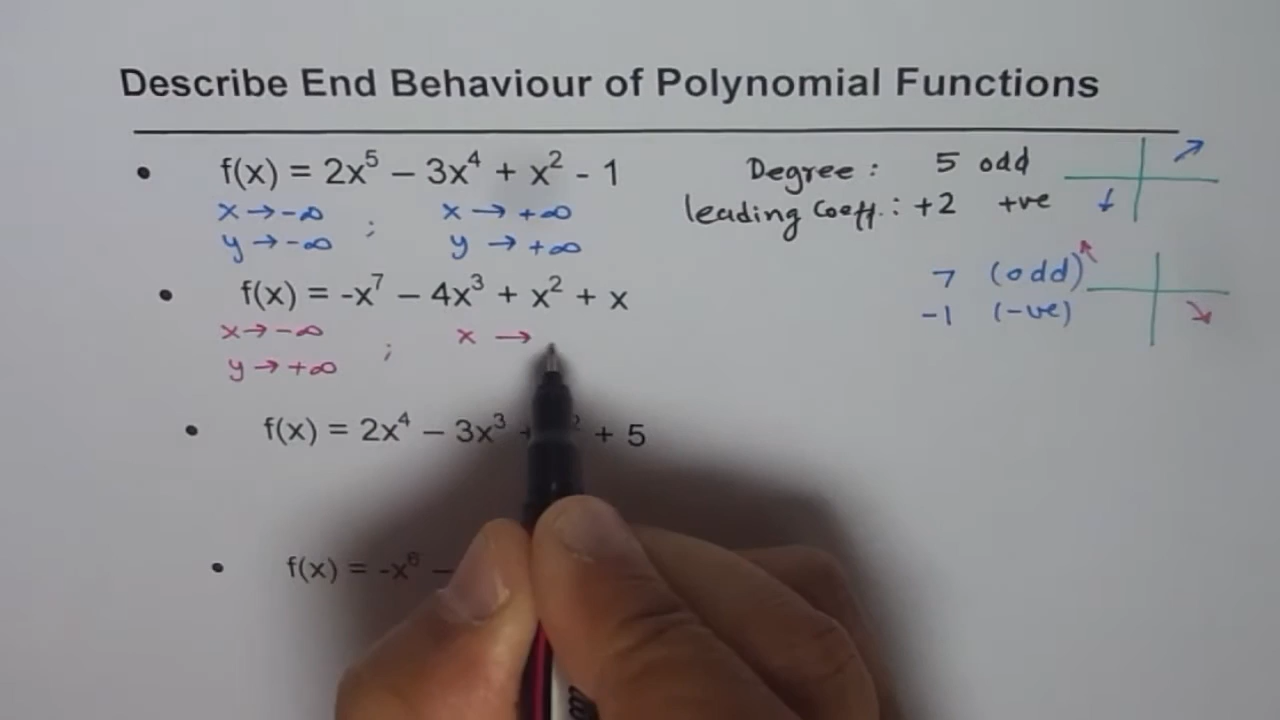 Describe End Behaviour of Polynomial Functions
• f(x) = 2x⁵ – 3x⁴ + x² - 1
Degree : 5 odd
leading Coeff. : +2 +ve
x → -∞ ; x → +∞
y → -∞ y → +∞
• f(x) = -x⁷ – 4x³ + x² + x
7 (odd)
-1 (-ve)
x → -∞ ; x →
y → +∞
• f(x) = 2x⁴ – 3x³ + ² + 5
• f(x) = -x⁶ –